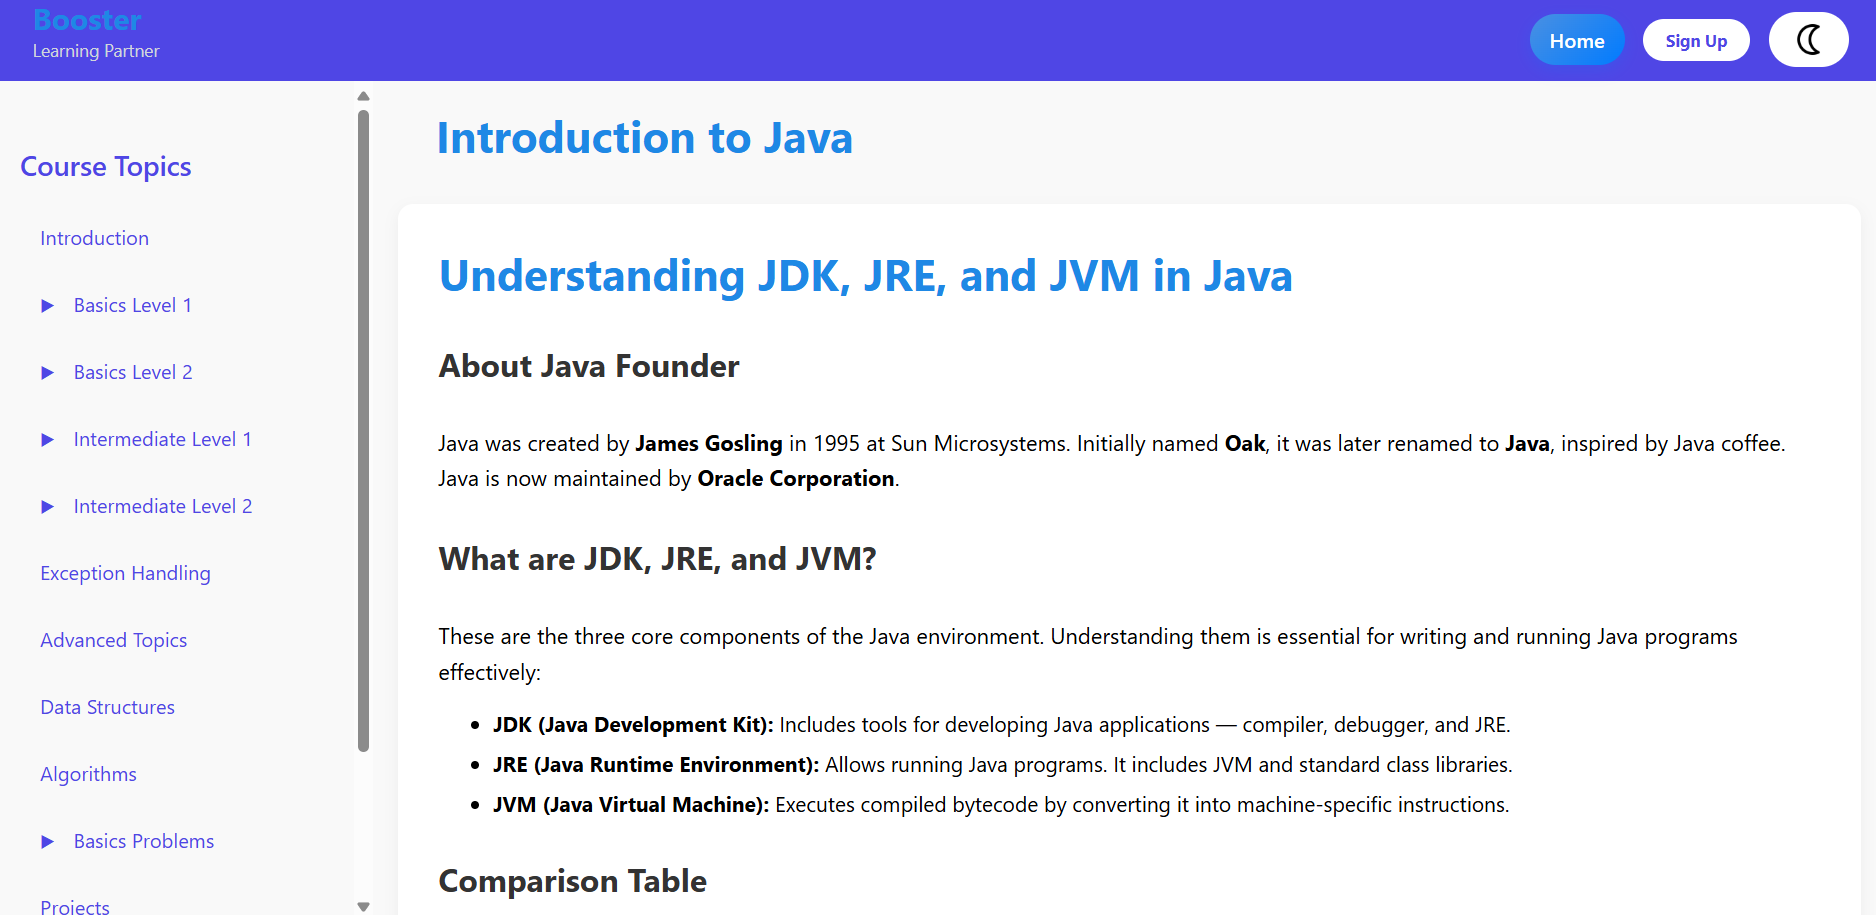 Booster
Learning Partner
Home
Sign Up
Course Topics
Introduction
Basics Level 1
Basics Level 2
Intermediate Level 1
Intermediate Level 2
Exception Handling
Advanced Topics
Data Structures
Algorithms
Basics Problems
Projects
Introduction to Java
Understanding JDK, JRE, and JVM in Java
About Java Founder
Java was created by James Gosling in 1995 at Sun Microsystems. Initially named Oak, it was later renamed to Java, inspired by Java coffee.
Java is now maintained by Oracle Corporation.
What are JDK, JRE, and JVM?
These are the three core components of the Java environment. Understanding them is essential for writing and running Java programs
effectively:
• JDK (Java Development Kit): Includes tools for developing Java applications — compiler, debugger, and JRE.
• JRE (Java Runtime Environment): Allows running Java programs. It includes JVM and standard class libraries.
• JVM (Java Virtual Machine): Executes compiled bytecode by converting it into machine-specific instructions.
Comparison Table